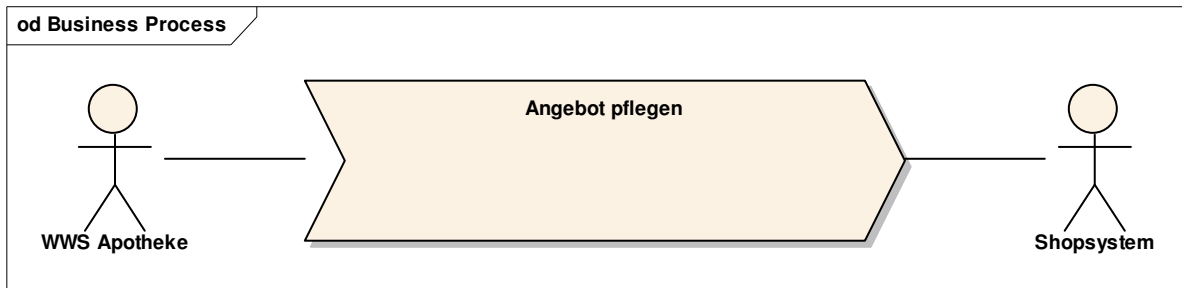 od Business Process
Angebot pflegen
WWS Apotheke
Shopsystem